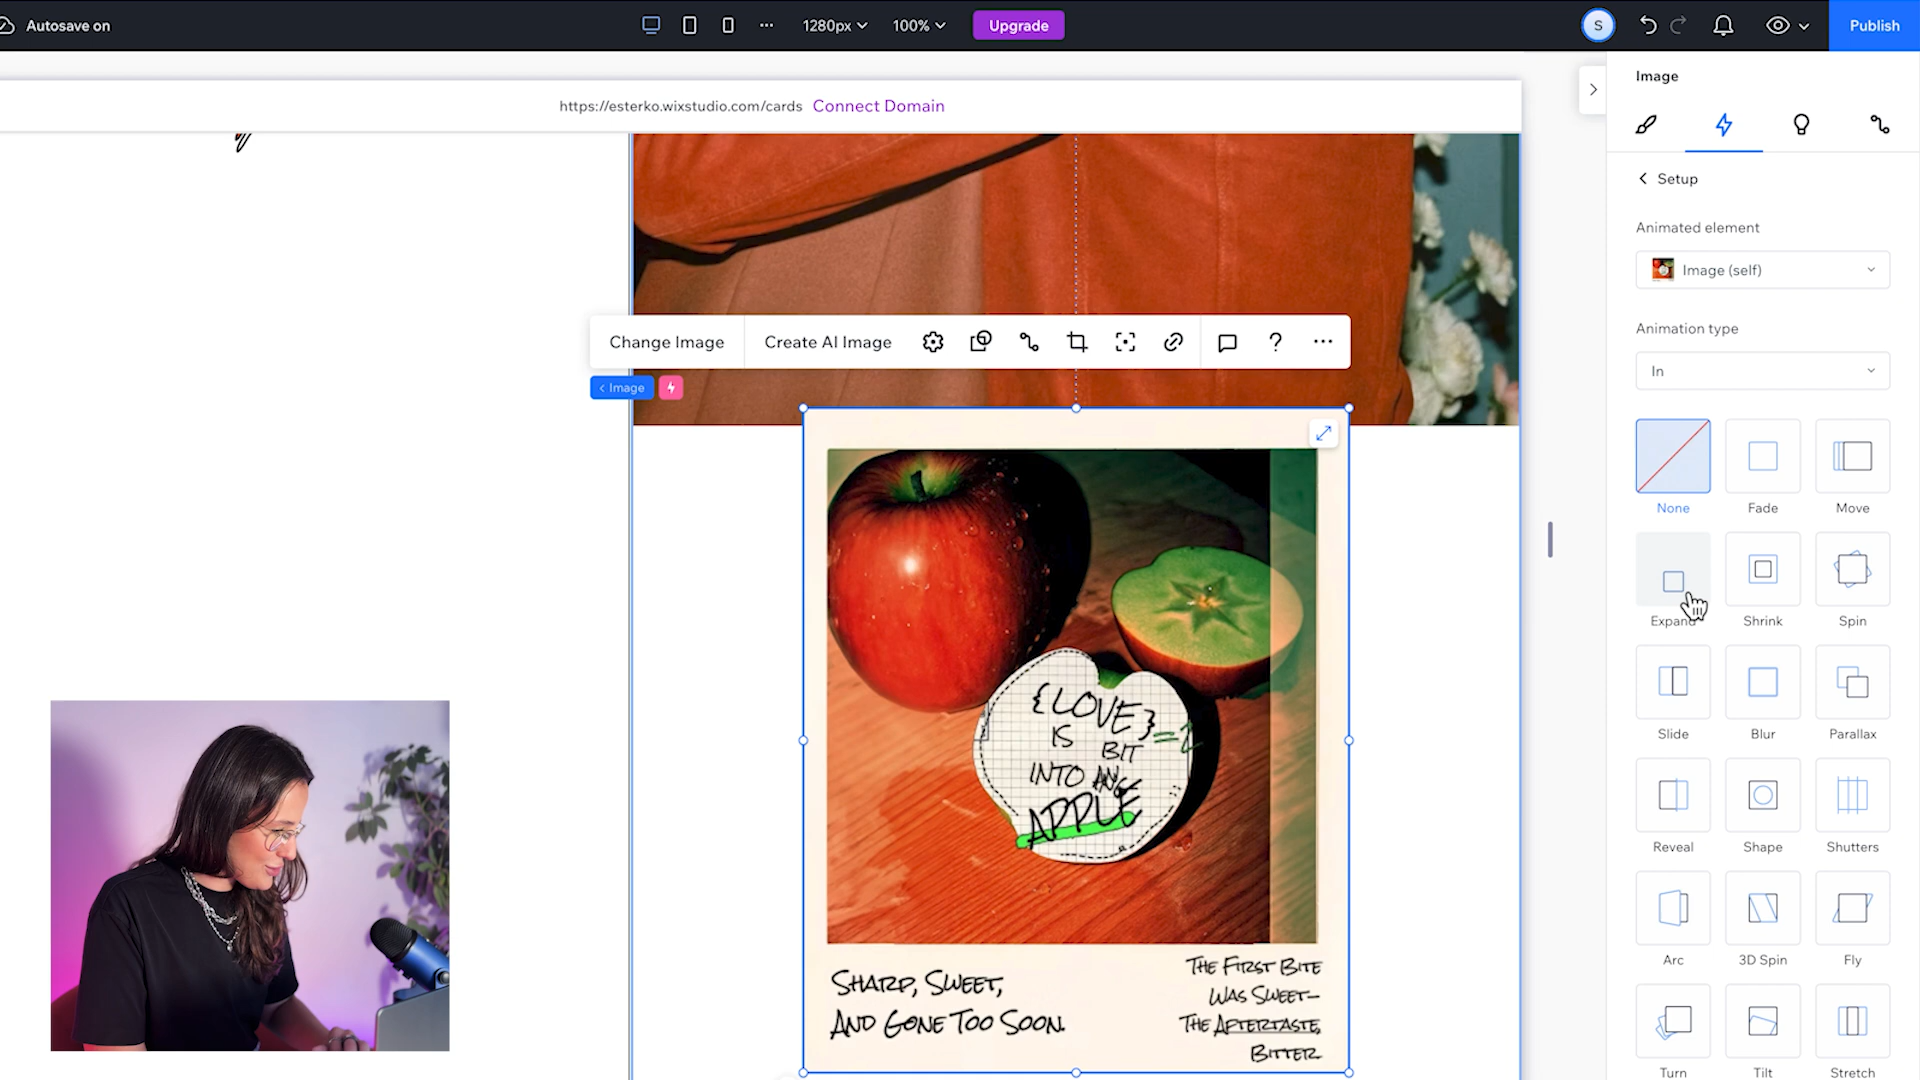 Autosave on
1280px
100%
Upgrade
S
Publish
https://esterko.wixstudio.com/cards
Connect Domain
Image
Setup
Animated element
Image (self)
Animation type
In
None
Fade
Move
Expand
Shrink
Spin
Slide
Blur
Parallax
Reveal
Shape
Shutters
Arc
3D Spin
Fly
Turn
Tilt
Stretch
Change Image
Create AI Image
< Image
{LOVE}
IS BIT
INTO AN
APPLE
SHARP, SWEET,
AND GONE TOO SOON.
THE FIRST BITE
WAS SWEET—
THE AFTERTASTE,
BITTER